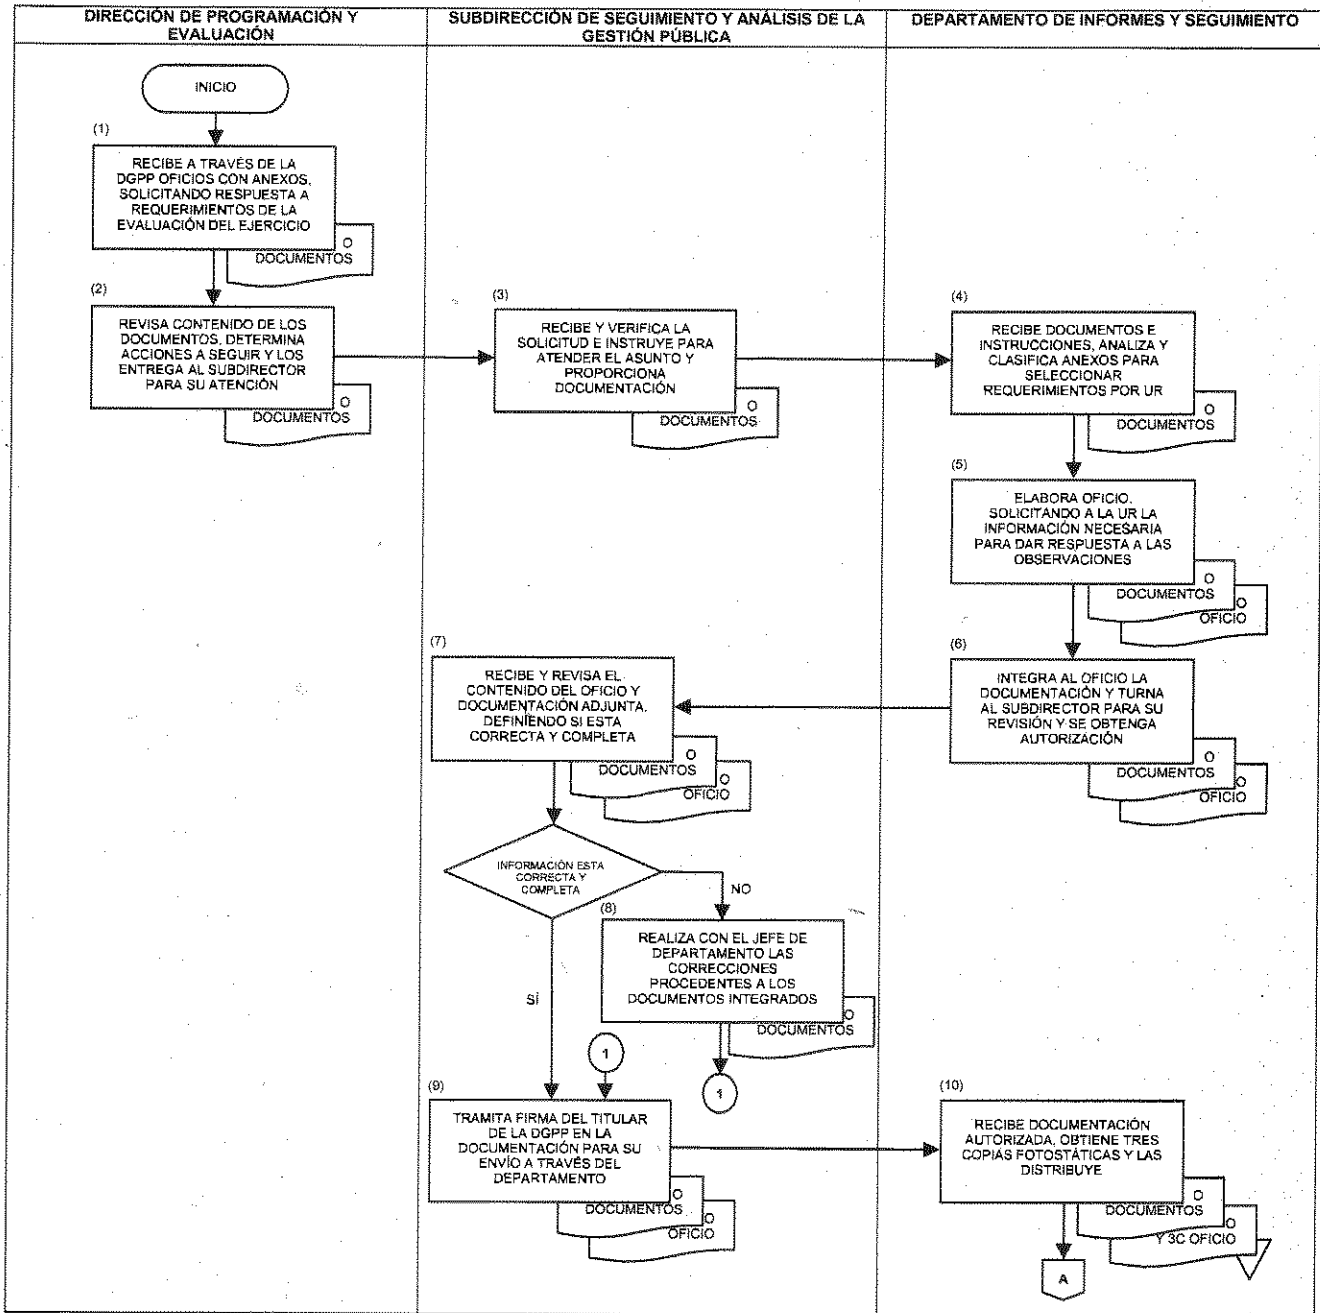 DIRECCIÓN DE PROGRAMACIÓN Y
EVALUACIÓN
SUBDIRECCIÓN DE SEGUIMIENTO Y ANÁLISIS DE LA
GESTIÓN PÚBLICA
DEPARTAMENTO DE INFORMES Y SEGUIMIENTO
INICIO
(1)
RECIBE A TRAVÉS DE LA
DGPP OFICIOS CON ANEXOS,
SOLICITANDO RESPUESTA A
REQUERIMIENTOS DE LA
EVALUACIÓN DEL EJERCICIO
O
DOCUMENTOS
(2)
REVISA CONTENIDO DE LOS
DOCUMENTOS, DETERMINA
ACCIONES A SEGUIR Y LOS
ENTREGA AL SUBDIRECTOR
PARA SU ATENCIÓN
O
DOCUMENTOS
(3)
RECIBE Y VERIFICA LA
SOLICITUD E INSTRUYE PARA
ATENDER EL ASUNTO Y
PROPORCIONA
DOCUMENTACIÓN
O
DOCUMENTOS
(4)
RECIBE DOCUMENTOS E
INSTRUCCIONES, ANALIZA Y
CLASIFICA ANEXOS PARA
SELECCIONAR
REQUERIMIENTOS POR UR
O
DOCUMENTOS
(5)
ELABORA OFICIO,
SOLICITANDO A LA UR LA
INFORMACIÓN NECESARIA
PARA DAR RESPUESTA A LAS
OBSERVACIONES
O
DOCUMENTOS
O
OFICIO
(6)
INTEGRA AL OFICIO LA
DOCUMENTACIÓN Y TURNA
AL SUBDIRECTOR PARA SU
REVISIÓN Y SE OBTENGA
AUTORIZACIÓN
O
DOCUMENTOS
O
OFICIO
(7)
RECIBE Y REVISA EL
CONTENIDO DEL OFICIO Y
DOCUMENTACIÓN ADJUNTA,
DEFINIENDO SI ESTA
CORRECTA Y COMPLETA
O
DOCUMENTOS
O
OFICIO
INFORMACIÓN ESTA
CORRECTA Y
COMPLETA
NO
SÍ
(8)
REALIZA CON EL JEFE DE
DEPARTAMENTO LAS
CORRECCIONES
PROCEDENTES A LOS
DOCUMENTOS INTEGRADOS
O
DOCUMENTOS
1
1
(9)
TRAMITA FIRMA DEL TITULAR
DE LA DGPP EN LA
DOCUMENTACIÓN PARA SU
ENVÍO A TRAVÉS DEL
DEPARTAMENTO
O
DOCUMENTOS
O
OFICIO
(10)
RECIBE DOCUMENTACIÓN
AUTORIZADA, OBTIENE TRES
COPIAS FOTOSTÁTICAS Y LAS
DISTRIBUYE
O
DOCUMENTOS
O
Y 3C OFICIO
A